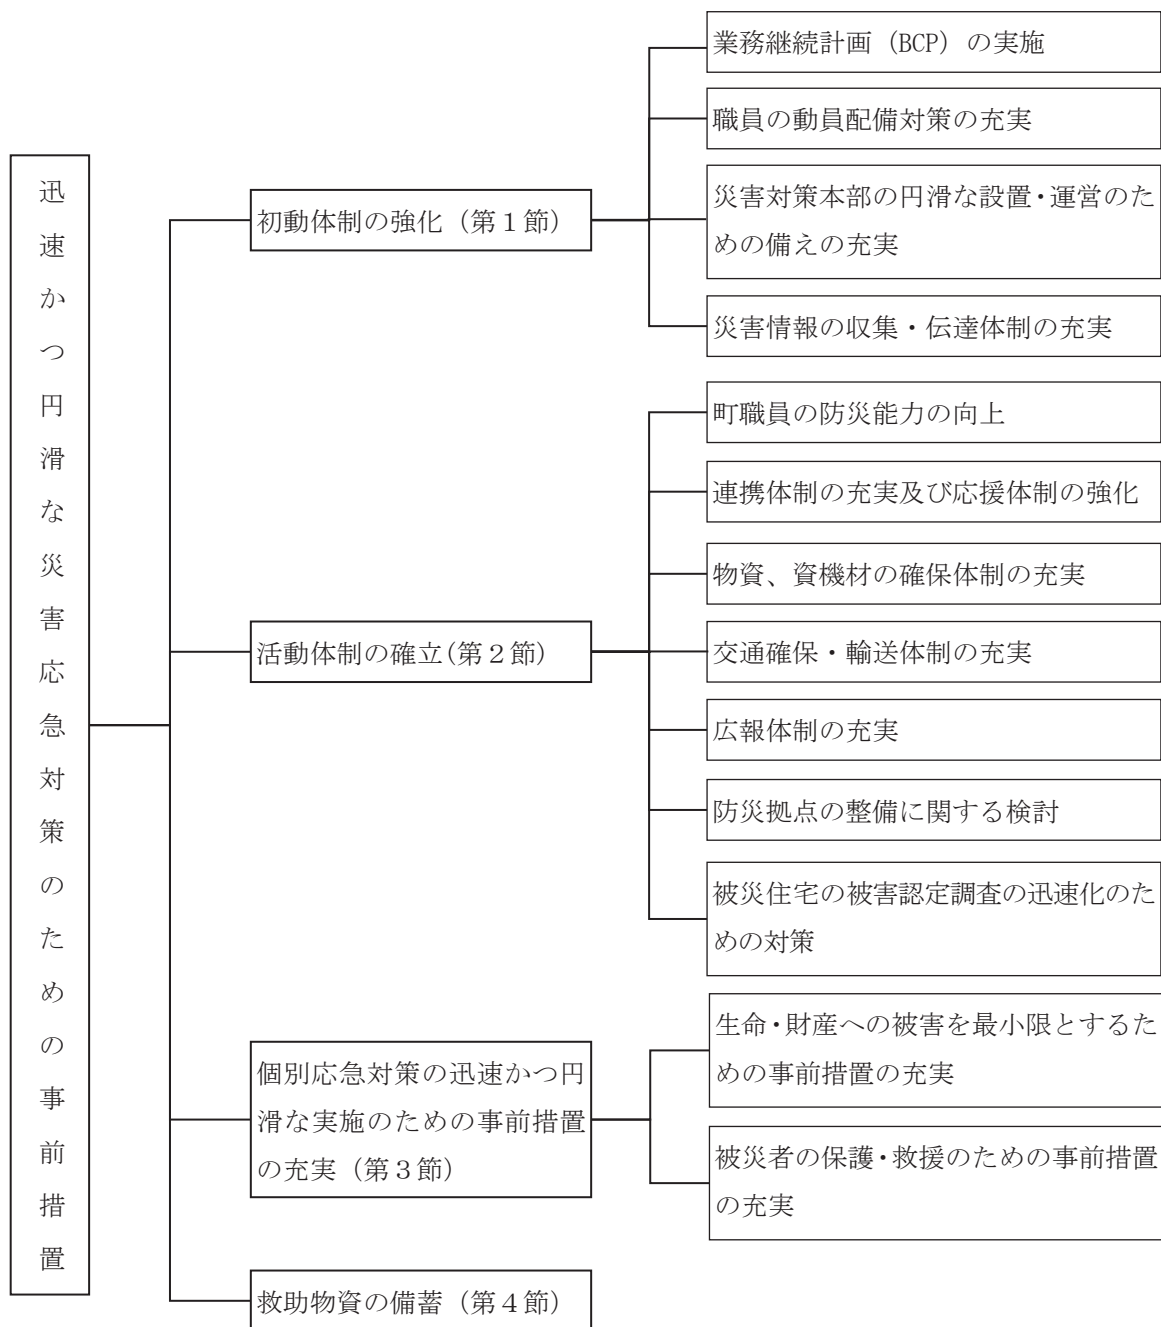 迅速かつ円滑な災害応急対策のための事前措置
初動体制の強化（第１節）
業務継続計画（BCP）の実施
職員の動員配備対策の充実
災害対策本部の円滑な設置・運営のた
めの備えの充実
災害情報の収集・伝達体制の充実
活動体制の確立(第２節)
町職員の防災能力の向上
連携体制の充実及び応援体制の強化
物資、資機材の確保体制の充実
交通確保・輸送体制の充実
広報体制の充実
防災拠点の整備に関する検討
被災住宅の被害認定調査の迅速化のた
めの対策
個別応急対策の迅速かつ円
滑な実施のための事前措置
の充実（第３節）
生命・財産への被害を最小限とするた
めの事前措置の充実
被災者の保護・救援のための事前措置
の充実
救助物資の備蓄（第４節）